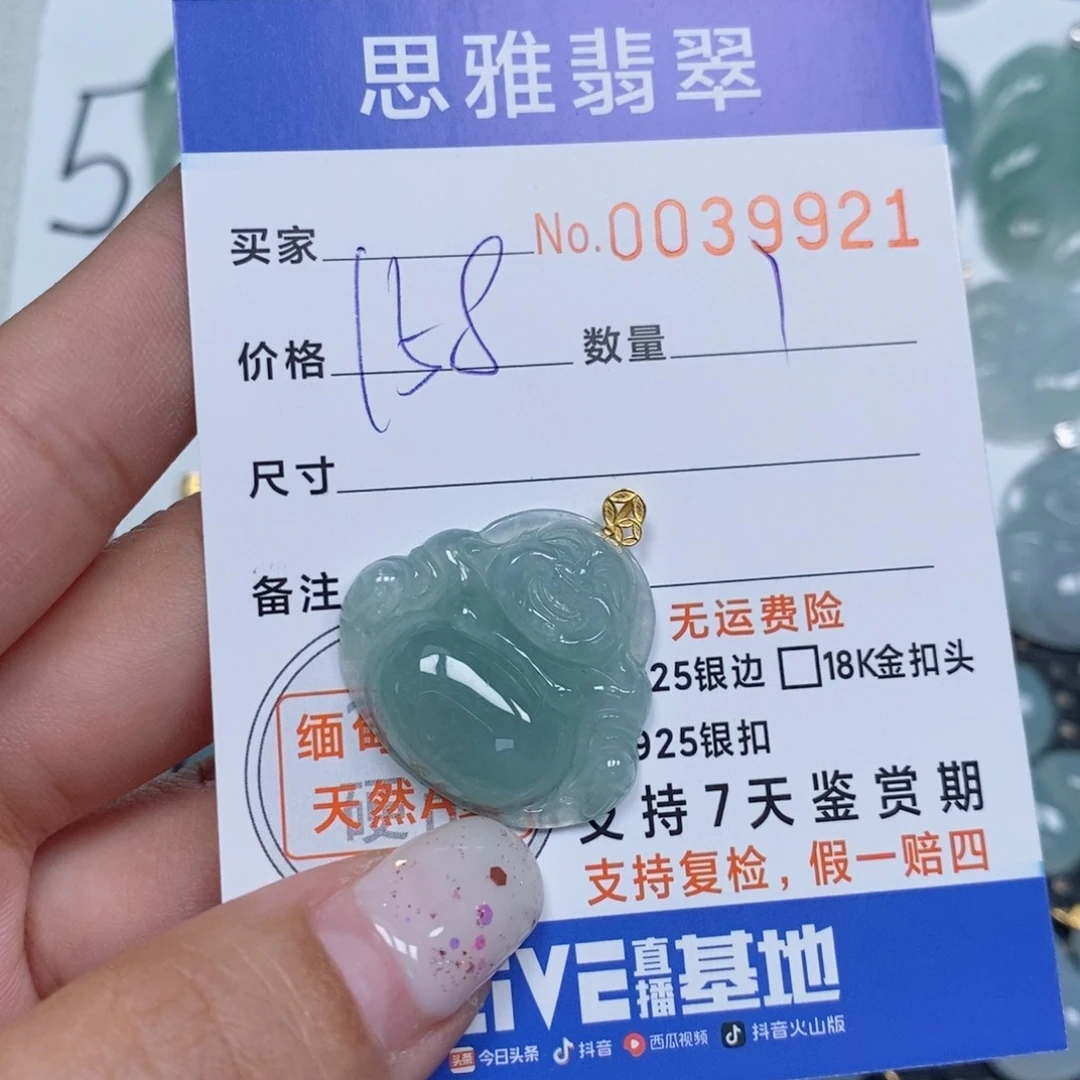 思雅翡翠
5
买家 No.0039921
价格 158 数量 1
尺寸
备注
无运费险
25银边 □18K金扣头
缅甸
925银扣
天然A
支持7天鉴赏期
支持复检，假一赔四
LIVE直播基地
头条 今日头条 抖音 西瓜视频 抖音火山版